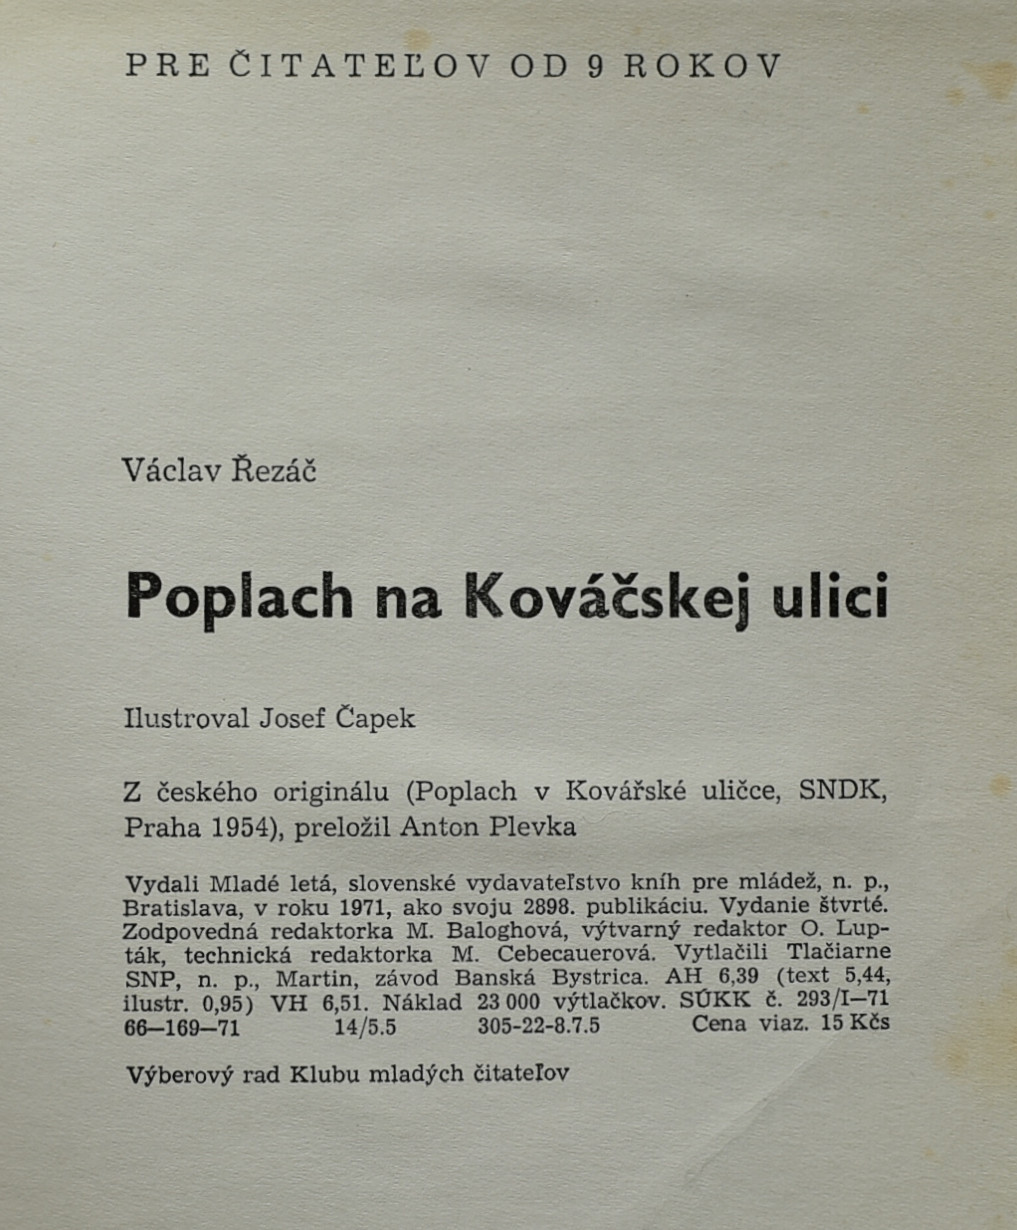 PRE ČITATEĽOV OD 9 ROKOV
Václav Řezáč
Poplach na Kováčskej ulici
Ilustroval Josef Čapek
Z českého originálu (Poplach v Kovářské uličce, SNDK,
Praha 1954), preložil Anton Plevka
Vydali Mladé letá, slovenské vydavateľstvo kníh pre mládež, n. p.,
Bratislava, v roku 1971, ako svoju 2898. publikáciu. Vydanie štvrté.
Zodpovedná redaktorka M. Baloghová, výtvarný redaktor O. Lup-
ták, technická redaktorka M. Cebecauerová. Vytlačili Tlačiarne
SNP, n. p., Martin, závod Banská Bystrica. AH 6,39 (text 5,44,
ilustr. 0,95) VH 6,51. Náklad 23 000 výtlačkov. SÚKK č. 293/I—71
66—169—71 14/5.5 305-22-8.7.5 Cena viaz. 15 Kčs
Výberový rad Klubu mladých čitateľov